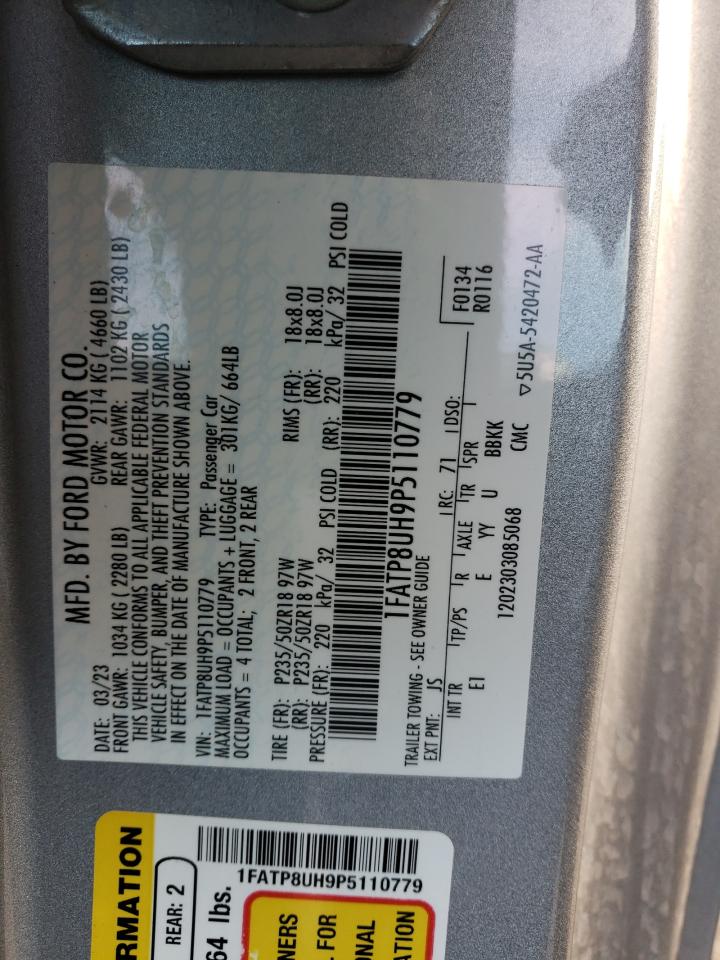 MFD. BY FORD MOTOR CO.
DATE: 03/23 GVWR: 2114 KG ( 4660 LB)
FRONT GAWR: 1034 KG ( 2280 LB) REAR GAWR: 1102 KG ( 2430 LB)
THIS VEHICLE CONFORMS TO ALL APPLICABLE FEDERAL MOTOR
VEHICLE SAFETY, BUMPER, AND THEFT PREVENTION STANDARDS
IN EFFECT ON THE DATE OF MANUFACTURE SHOWN ABOVE.
VIN: 1FATP8UH9P5110779 TYPE: Passenger Car
MAXIMUM LOAD = OCCUPANTS + LUGGAGE = 301KG/ 664LB
OCCUPANTS = 4 TOTAL; 2 FRONT, 2 REAR
TIRE (FR): P235/50ZR18 97W RIMS (FR): 18x8.0J
(RR): P235/50ZR18 97W (RR): 18x8.0J
PRESSURE (FR): 220 kPa/ 32 PSI COLD (RR): 220 kPa/ 32 PSI COLD
1FATP8UH9P5110779
TRAILER TOWING - SEE OWNER GUIDE
EXT PNT: JS RC: 71 DSO: F0134
INT TR TP/PS R AXLE TR SPR R0116
EI E YY U BBKK
1202303085068 CMC
▽5U5A-5420472-AA
RMATION
REAR: 2
1FATP8UH9P5110779
64 lbs.
NERS
FOR
ONAL
ATION